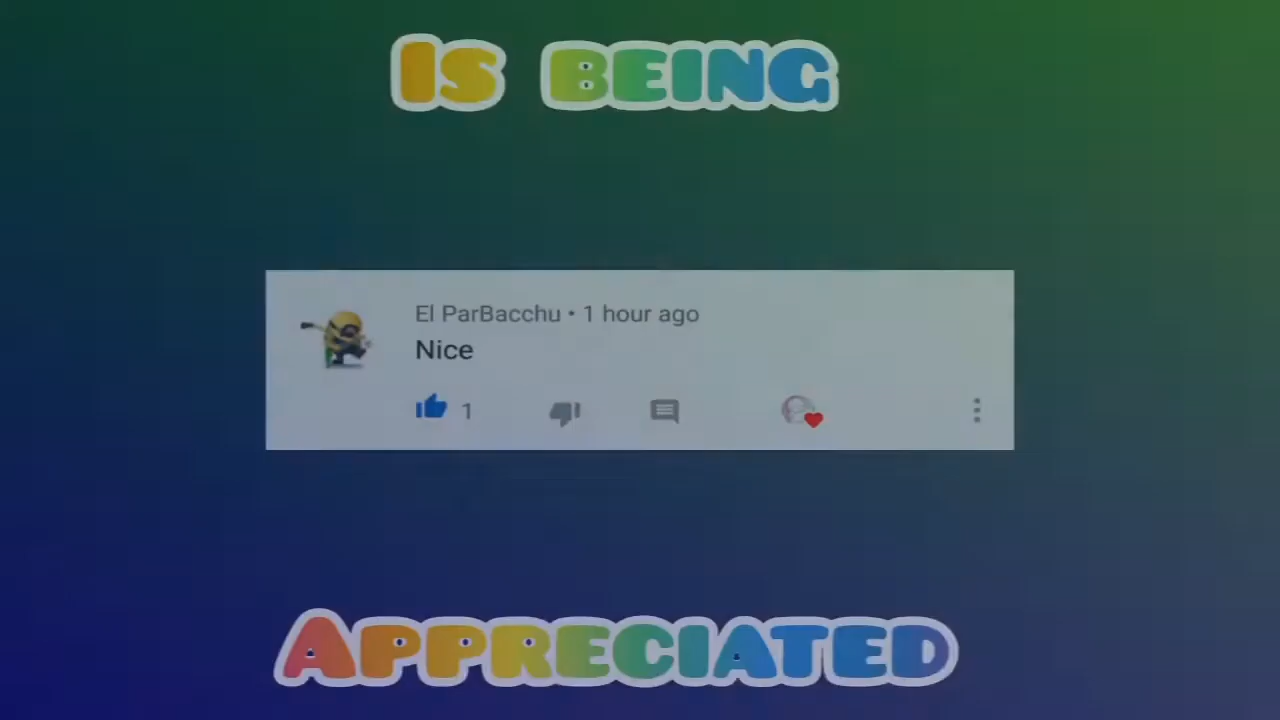 Is being
El ParBacchu • 1 hour ago
Nice
1
Appreciated